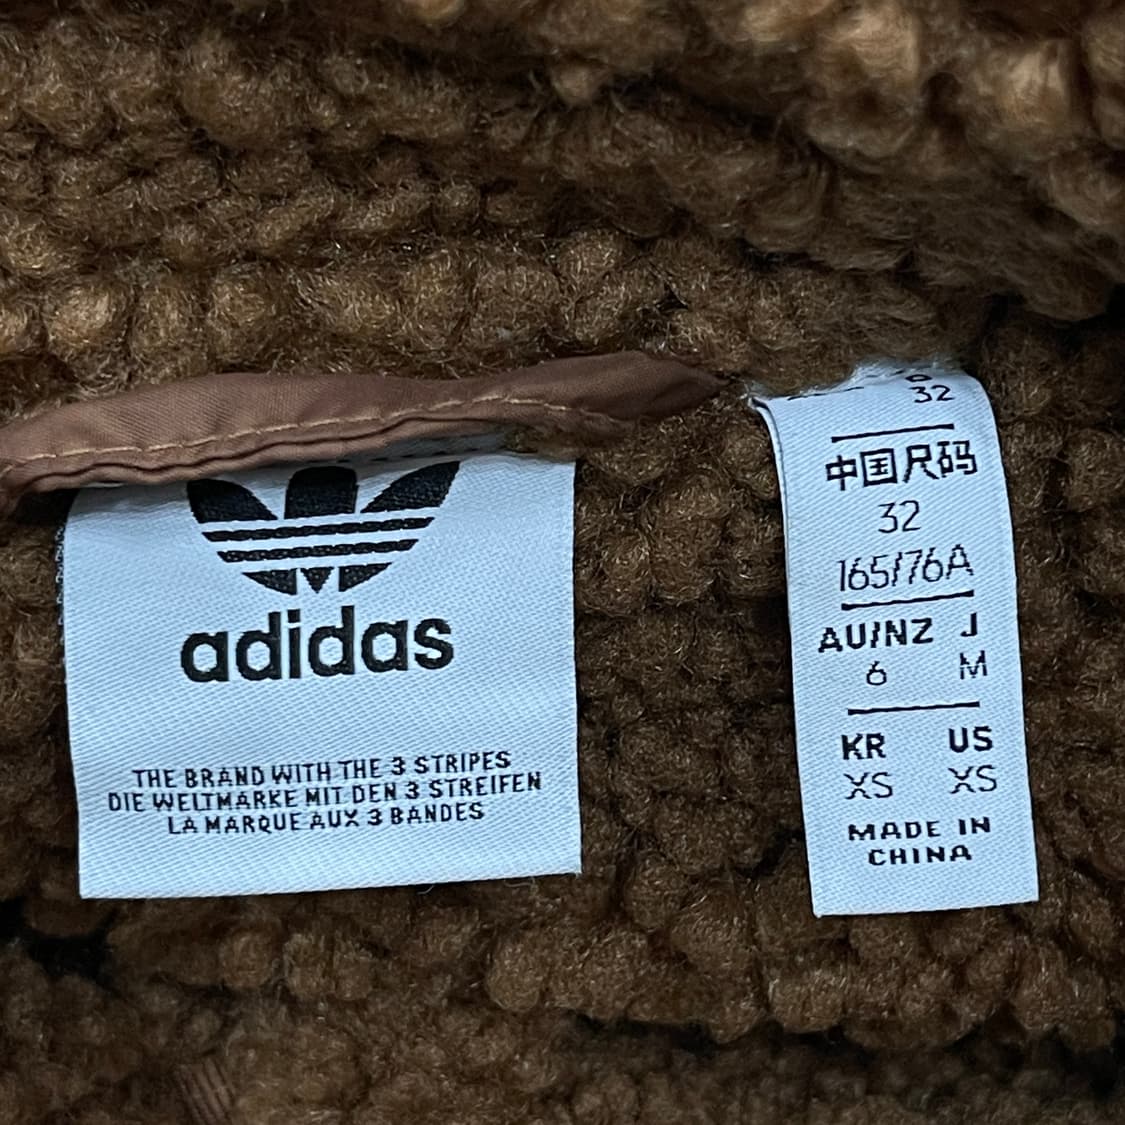 adidas
THE BRAND WITH THE 3 STRIPES
DIE WELTMARKE MIT DEN 3 STREIFEN
LA MARQUE AUX 3 BANDES
32
中国尺码
32
165/76A
AU/NZ J
6 M
KR US
XS XS
MADE IN
CHINA